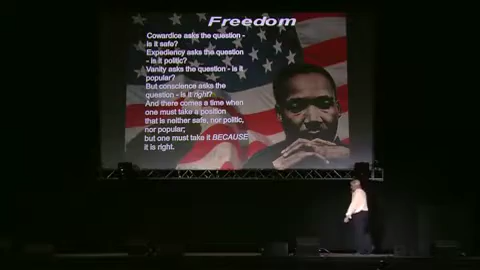 Freedom
Cowardice asks the question -
is it safe?
Expediency asks the question
- is it politic?
Vanity asks the question - is it
popular?
But conscience asks the
question - is it right?
And there comes a time when
one must take a position
that is neither safe, nor politic,
nor popular;
but one must take it BECAUSE
it is right.